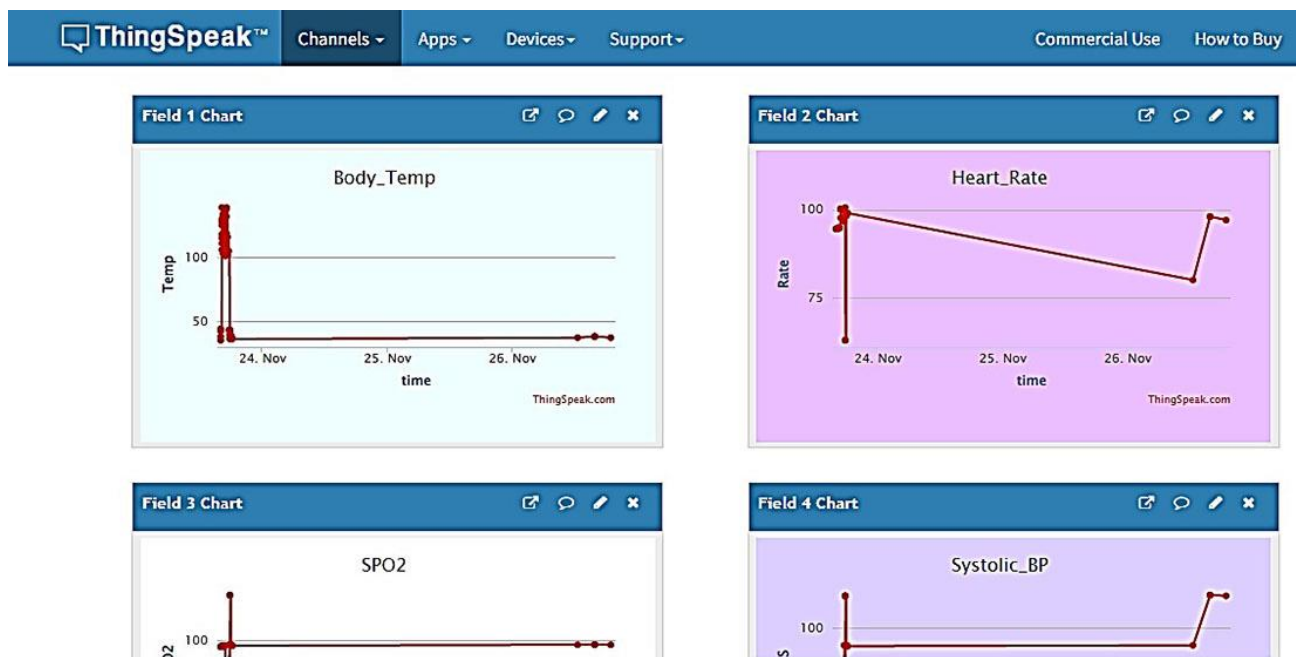 ThingSpeak™ Channels Apps Devices Support Commercial Use How to Buy
Field 1 Chart
Body_Temp
Temp
100
50
24. Nov 25. Nov 26. Nov
time
ThingSpeak.com
Field 2 Chart
Heart_Rate
Rate
100
75
24. Nov 25. Nov 26. Nov
time
ThingSpeak.com
Field 3 Chart
SPO2
100
Field 4 Chart
Systolic_BP
100